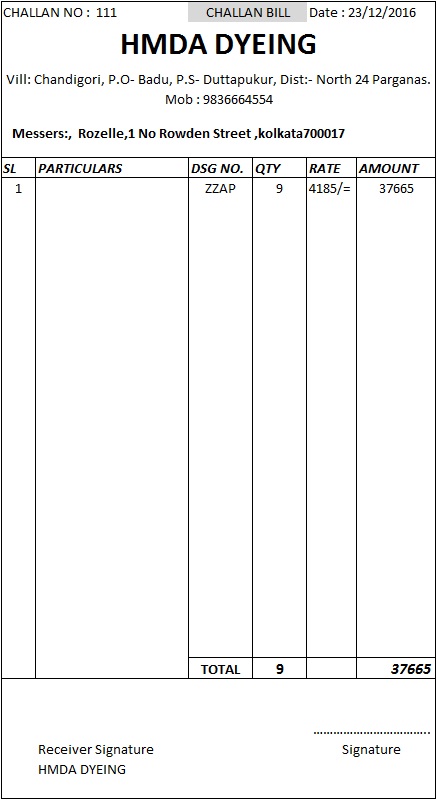 CHALLAN NO : 111 CHALLAN BILL Date : 23/12/2016
HMDA DYEING
Vill: Chandigori, P.O- Badu, P.S- Duttapukur, Dist:- North 24 Parganas.
Mob : 9836664554
Messers:, Rozelle,1 No Rowden Street ,kolkata700017
SL PARTICULARS DSG NO. QTY RATE AMOUNT
1 ZZAP 9 4185/= 37665
TOTAL 9 37665
……………………………..
Receiver Signature Signature
HMDA DYEING